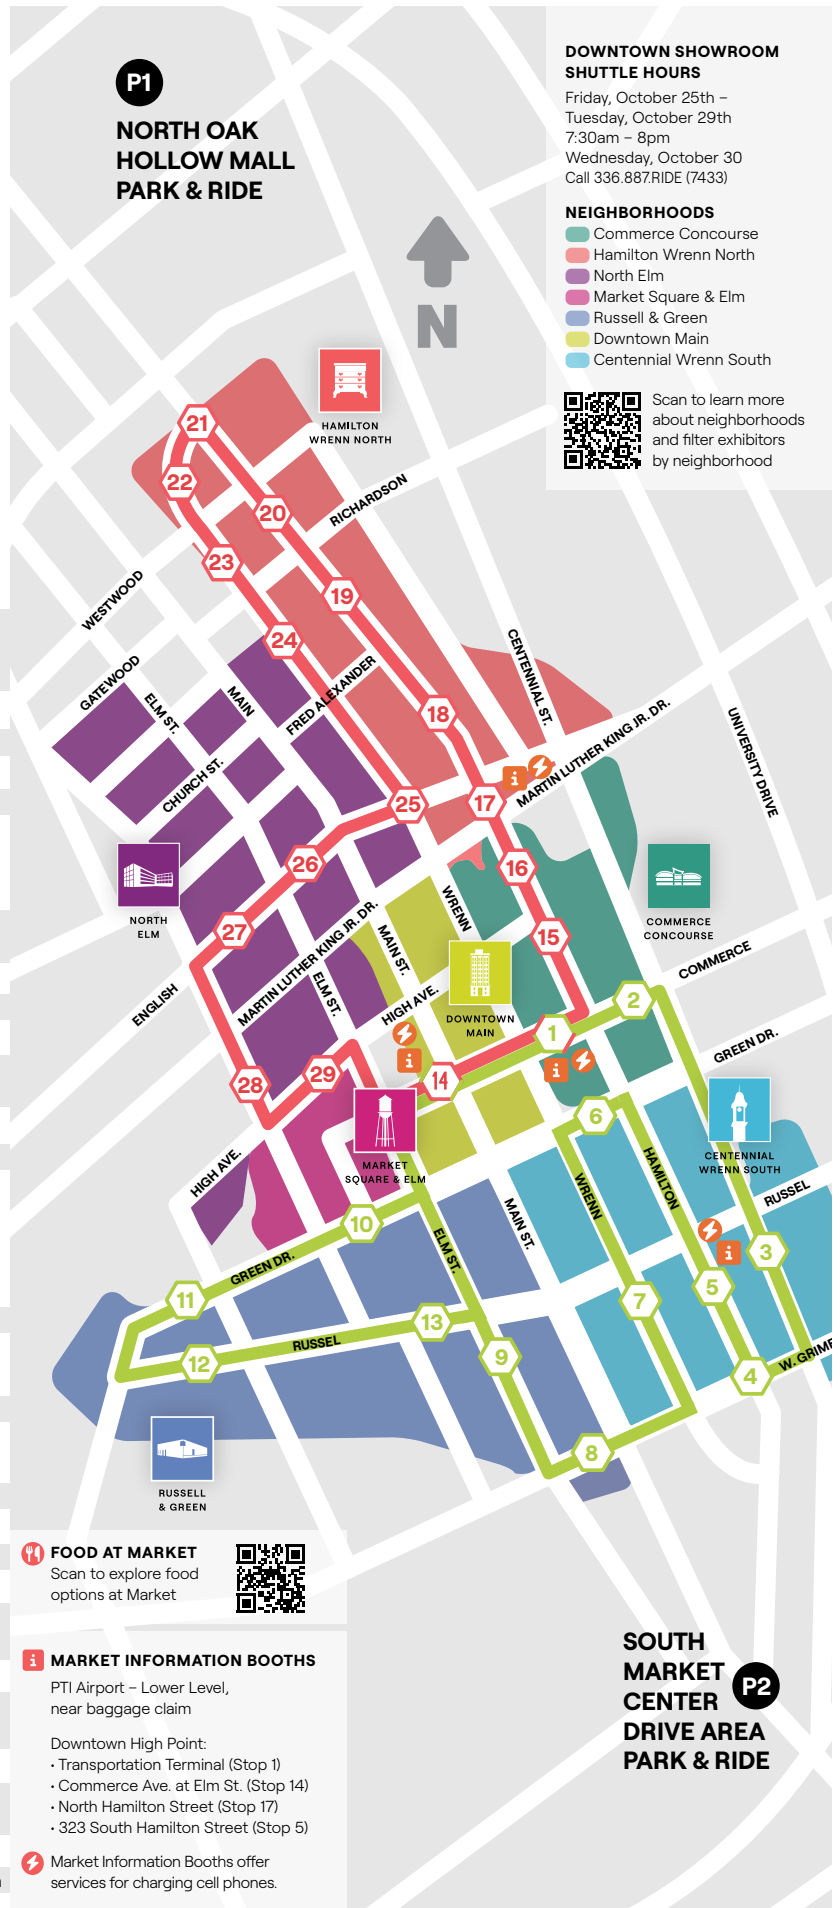 P1
NORTH OAK
HOLLOW MALL
PARK & RIDE
DOWNTOWN SHOWROOM
SHUTTLE HOURS
Friday, October 25th –
Tuesday, October 29th
7:30am – 8pm
Wednesday, October 30
Call 336.887.RIDE (7433)
NEIGHBORHOODS
Commerce Concourse
Hamilton Wrenn North
North Elm
Market Square & Elm
Russell & Green
Downtown Main
Centennial Wrenn South
Scan to learn more
about neighborhoods
and filter exhibitors
by neighborhood
N
HAMILTON
WRENN NORTH
21
22
20
RICHARDSON
23
19
WESTWOOD
24
CENTENNIAL ST.
GATEWOOD
ELM ST.
MAIN
FRED ALEXANDER
18
MARTIN LUTHER KING JR. DR.
UNIVERSITY DRIVE
CHURCH ST.
i
25
17
26
16
NORTH
ELM
WRENN
COMMERCE
CONCOURSE
27
MARTIN LUTHER KING JR. DR.
MAIN ST.
15
COMMERCE
ENGLISH
ELM ST.
HIGH AVE.
DOWNTOWN
MAIN
2
GREEN DR.
1
i
i
28
29
14
6
HIGH AVE.
MARKET
SQUARE & ELM
HAMILTON
CENTENNIAL
WRENN SOUTH
WRENN
RUSSEL
10
MAIN ST.
ELM ST.
GREEN DR.
i
3
11
5
7
13
RUSSEL
12
9
4
W. GRIME
8
RUSSELL
& GREEN
FOOD AT MARKET
Scan to explore food
options at Market
i MARKET INFORMATION BOOTHS
PTI Airport – Lower Level,
near baggage claim
Downtown High Point:
• Transportation Terminal (Stop 1)
• Commerce Ave. at Elm St. (Stop 14)
• North Hamilton Street (Stop 17)
• 323 South Hamilton Street (Stop 5)
Market Information Booths offer
services for charging cell phones.
SOUTH
MARKET
CENTER
DRIVE AREA
PARK & RIDE
P2